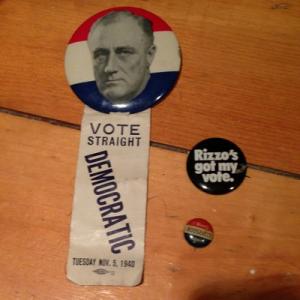 VOTE
STRAIGHT
DEMOCRATIC
TUESDAY NOV. 5, 1940
Rizzo's
got my
vote.